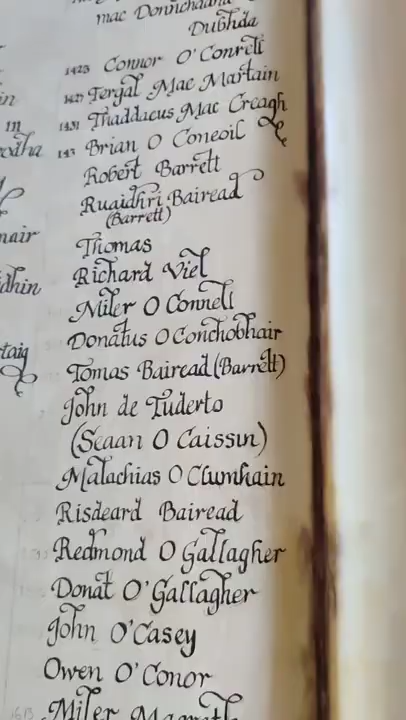 mac Donnchadha
Dubhda
1423 Connor O'Conrell
Fergal Mac Martain
1431 Thaddacus Mac Creagh
Brian O Coneoil
Robert Barrett
Ruaidhri Bairead
(Barrett)
Thomas
Richard Viel
Miler O Connell
Donatus O Conchobhair
Tomas Bairead (Barrett)
John de Tuderto
(Seaan O Caissin)
Malachias O Clumhain
Risdeard Bairead
Redmond O Gallagher
Donat O'Gallagher
John O'Casey
Owen O'Conor
Miler